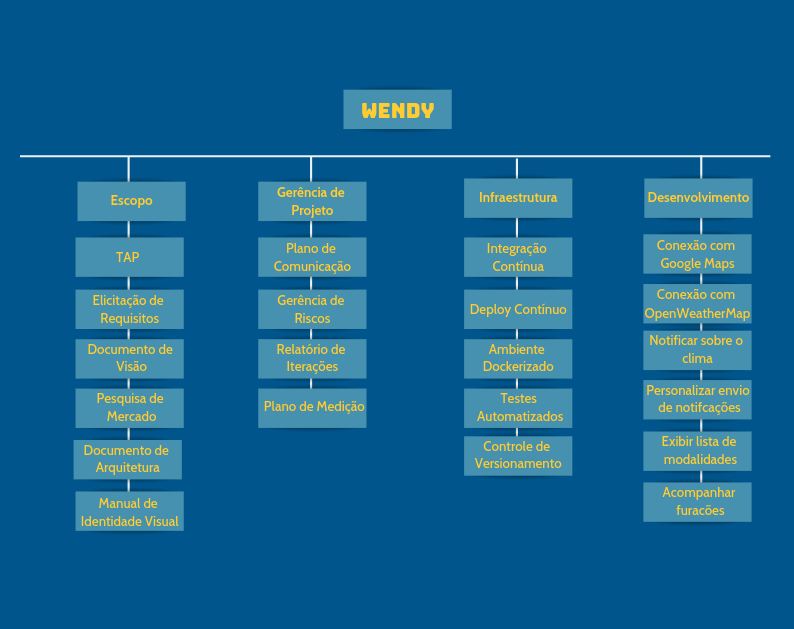 WENDY
Escopo
TAP
Elicitação de
Requisitos
Documento de
Visão
Pesquisa de
Mercado
Documento de
Arquitetura
Manual de
Identidade Visual
Gerência de
Projeto
Plano de
Comunicação
Gerência de
Riscos
Relatório de
Iterações
Plano de Medição
Infraestrutura
Integração
Contínua
Deploy Contínuo
Ambiente
Dockerizado
Testes
Automatizados
Controle de
Versionamento
Desenvolvimento
Conexão com
Google Maps
Conexão com
OpenWeatherMap
Notificar sobre o
clima
Personalizar envio
de notifcações
Exibir lista de
modalidades
Acompanhar
furacões